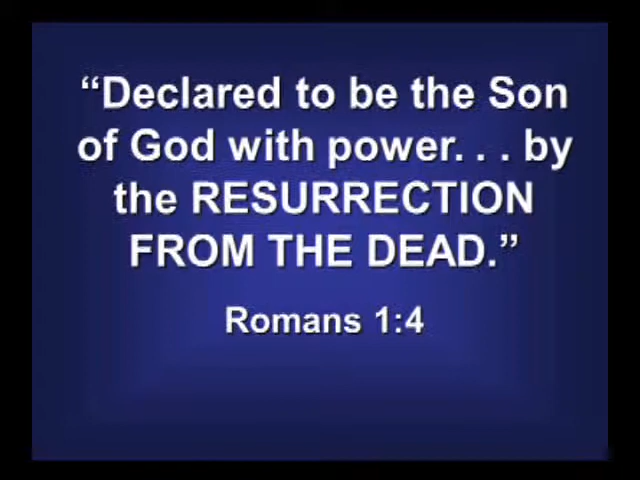 “Declared to be the Son
of God with power. . . by
the RESURRECTION
FROM THE DEAD.”
Romans 1:4